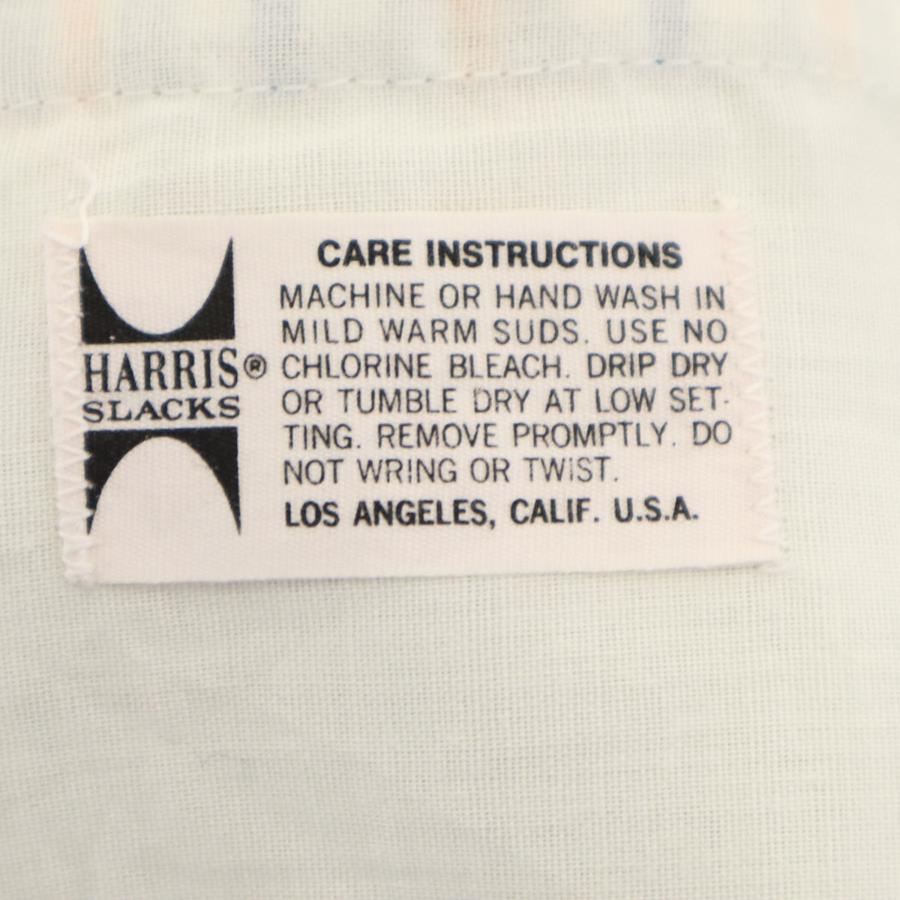 HARRIS®
SLACKS
CARE INSTRUCTIONS
MACHINE OR HAND WASH IN
MILD WARM SUDS. USE NO
CHLORINE BLEACH. DRIP DRY
OR TUMBLE DRY AT LOW SET-
TING. REMOVE PROMPTLY. DO
NOT WRING OR TWIST.
LOS ANGELES, CALIF. U.S.A.